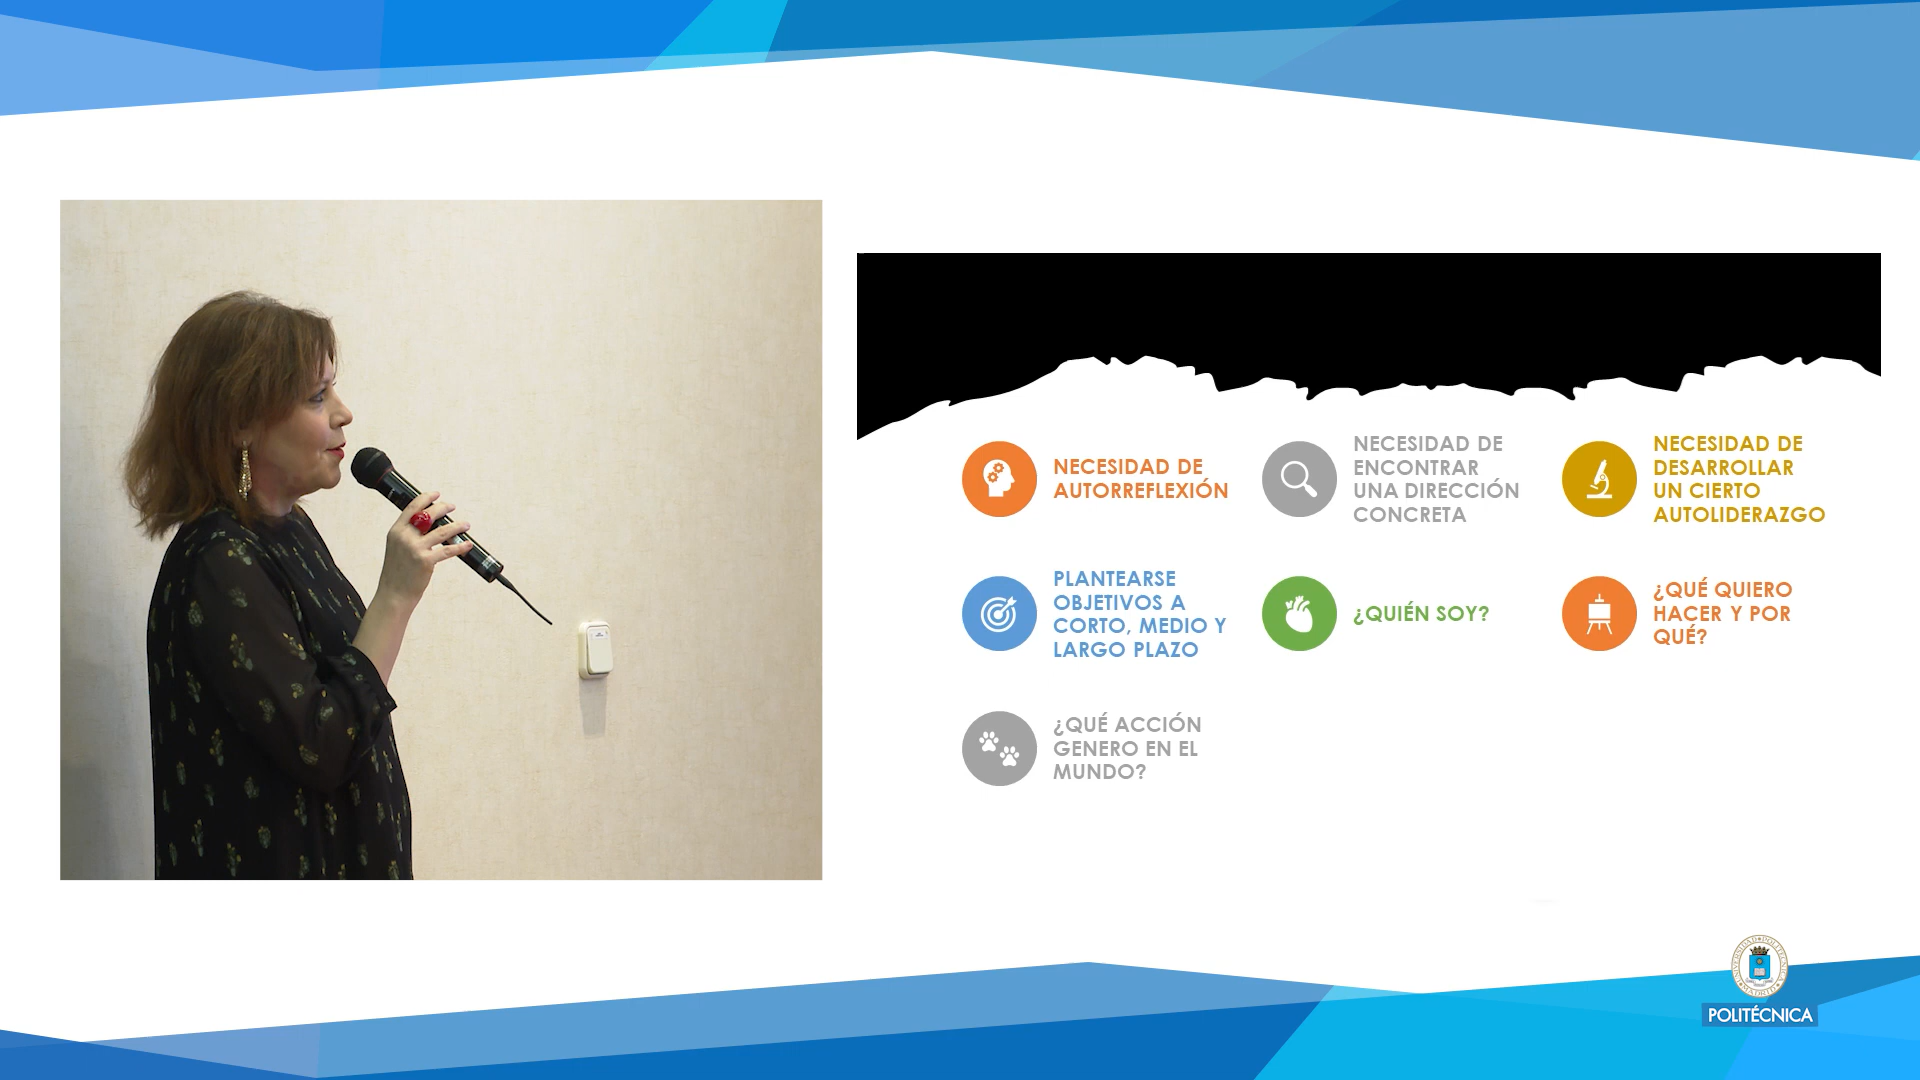 NECESIDAD DE
AUTORREFLEXIÓN
NECESIDAD DE
ENCONTRAR
UNA DIRECCIÓN
CONCRETA
NECESIDAD DE
DESARROLLAR
UN CIERTO
AUTOLIDERAZGO
PLANTEARSE
OBJETIVOS A
CORTO, MEDIO Y
LARGO PLAZO
¿QUIÉN SOY?
¿QUÉ QUIERO
HACER Y POR
QUÉ?
¿QUÉ ACCIÓN
GENERO EN EL
MUNDO?
POLITÉCNICA